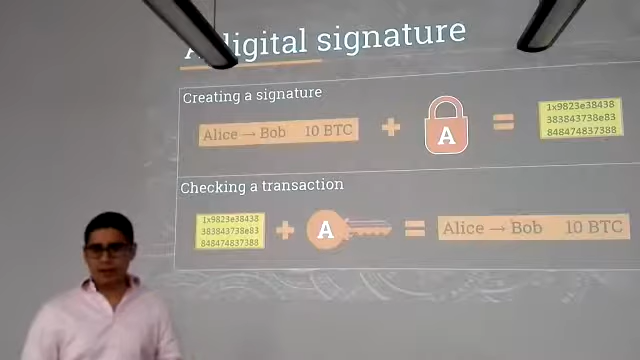 A digital signature
Creating a signature
Alice → Bob 10 BTC + A = 1x9823e38438
383843738e83
848474837388
Checking a transaction
1x9823e38438
383843738e83
848474837388 + A = Alice → Bob 10 BTC